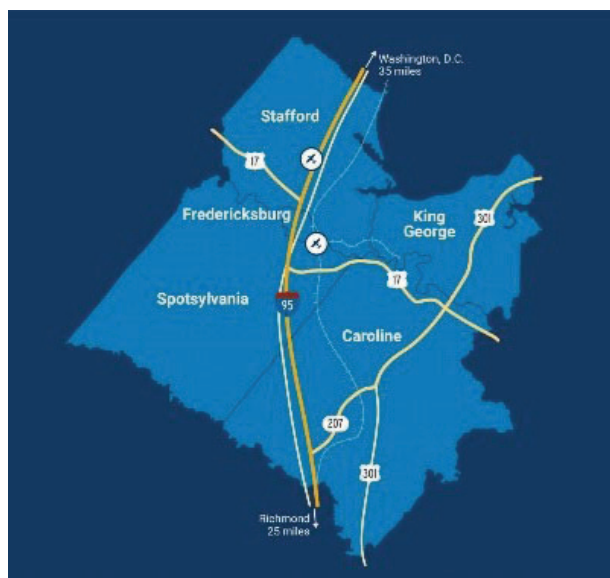 Washington, D.C.
35 miles
Stafford
17
Fredericksburg
King
George
301
17
Spotsylvania
95
Caroline
207
301
Richmond
25 miles